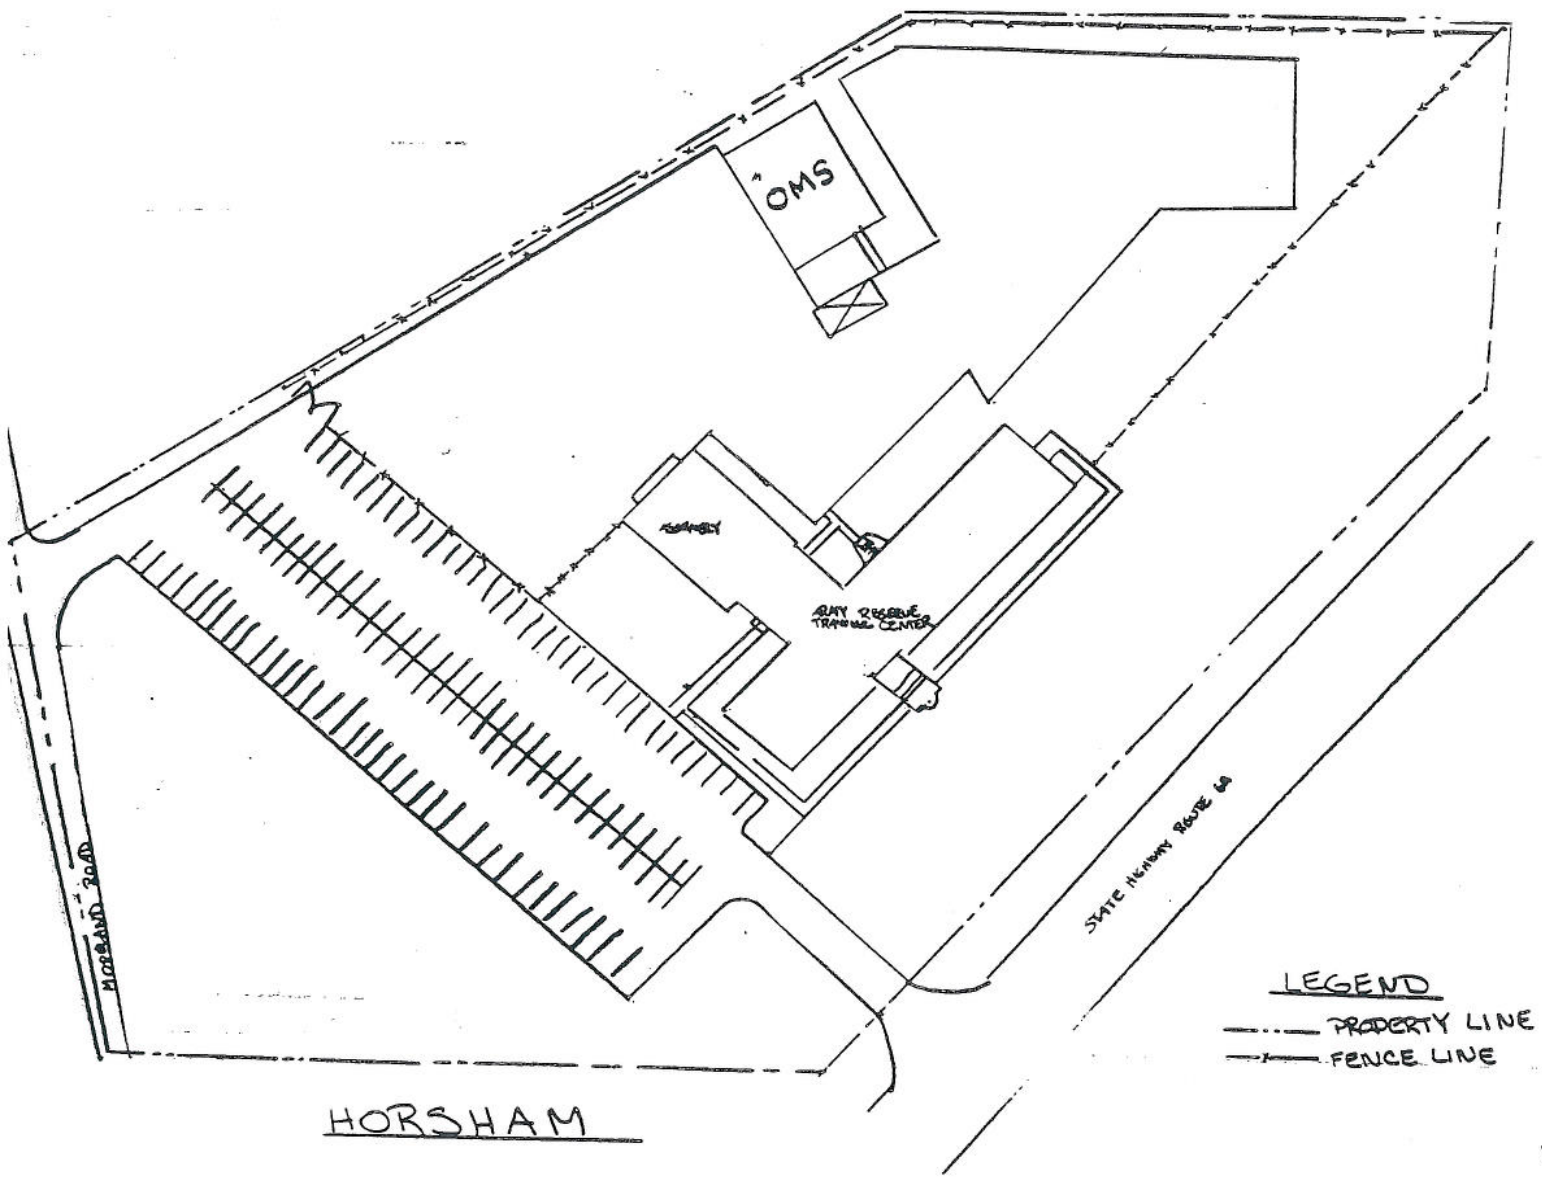 OMS
ASSEMBLY
ARMY RESERVE
TRAINING CENTER
MORELAND ROAD
STATE HIGHWAY ROUTE
LEGEND
PROPERTY LINE
FENCE LINE
HORSHAM